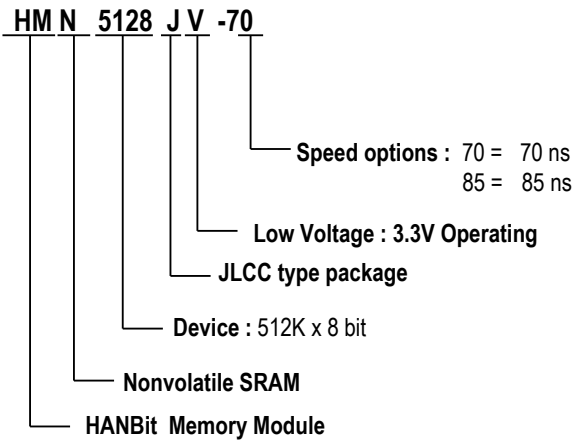 HM N 5128 J V -70
Speed options : 70 = 70 ns
85 = 85 ns
Low Voltage : 3.3V Operating
JLCC type package
Device : 512K x 8 bit
Nonvolatile SRAM
HANBit Memory Module